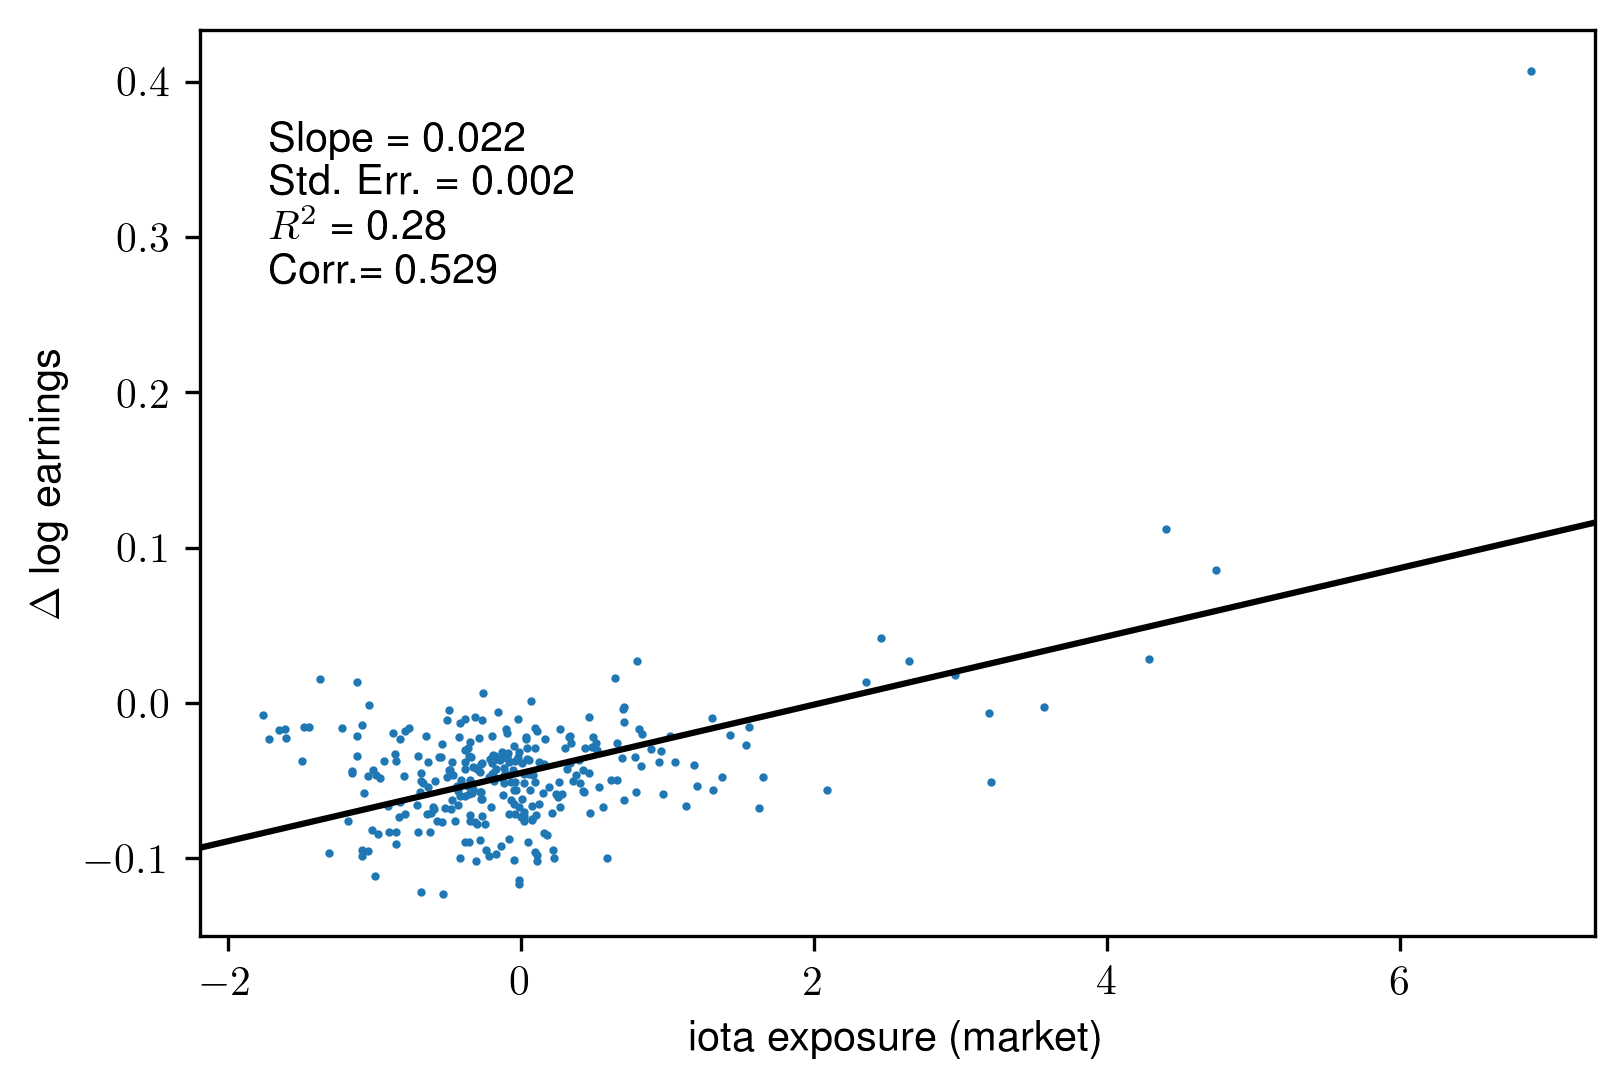 0.4
0.3
0.2
0.1
0.0
−0.1
Δ log earnings
Slope = 0.022
Std. Err. = 0.002
R² = 0.28
Corr.= 0.529
−2 0 2 4 6
iota exposure (market)